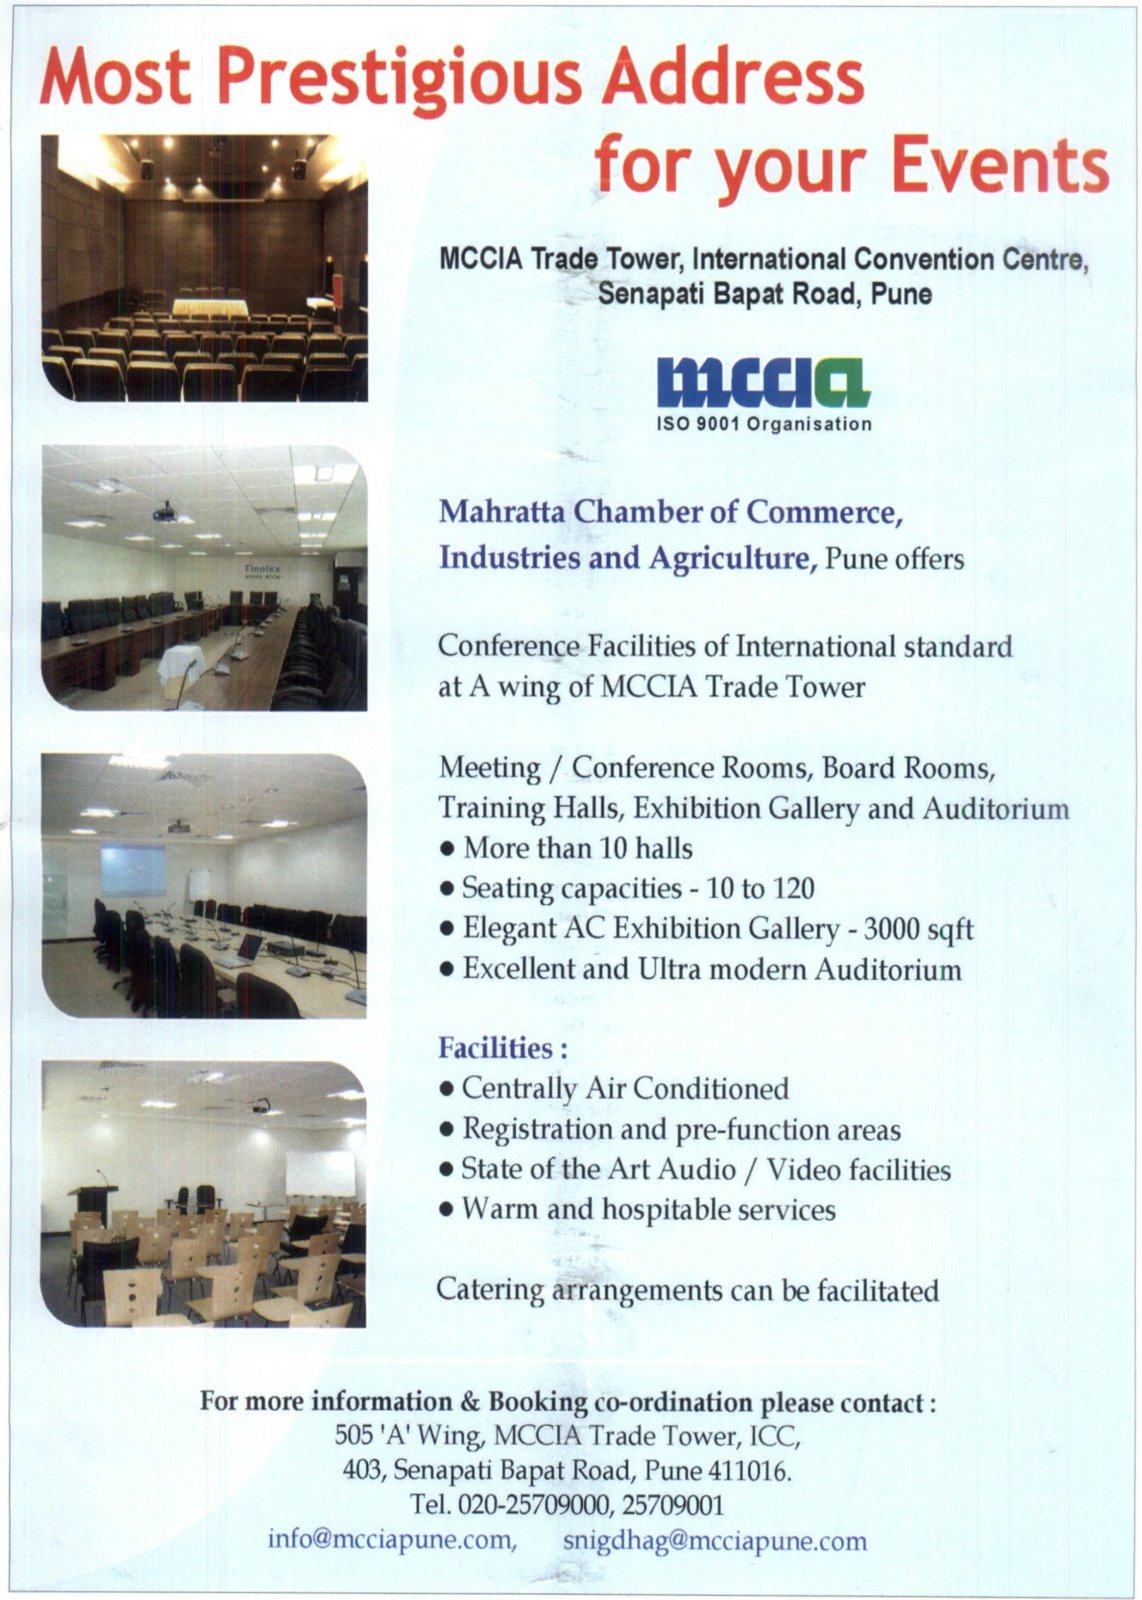 Most Prestigious Address
for your Events
MCCIA Trade Tower, International Convention Centre,
Senapati Bapat Road, Pune
mccia
ISO 9001 Organisation
Mahratta Chamber of Commerce,
Industries and Agriculture, Pune offers
Conference Facilities of International standard
at A wing of MCCIA Trade Tower
Finolex
Meeting / Conference Rooms, Board Rooms,
Training Halls, Exhibition Gallery and Auditorium
● More than 10 halls
● Seating capacities - 10 to 120
● Elegant AC Exhibition Gallery - 3000 sqft
● Excellent and Ultra modern Auditorium
Facilities :
● Centrally Air Conditioned
● Registration and pre-function areas
● State of the Art Audio / Video facilities
● Warm and hospitable services
Catering arrangements can be facilitated
For more information & Booking co-ordination please contact :
505 'A' Wing, MCCIA Trade Tower, ICC,
403, Senapati Bapat Road, Pune 411016.
Tel. 020-25709000, 25709001
info@mcciapune.com, snigdhag@mcciapune.com